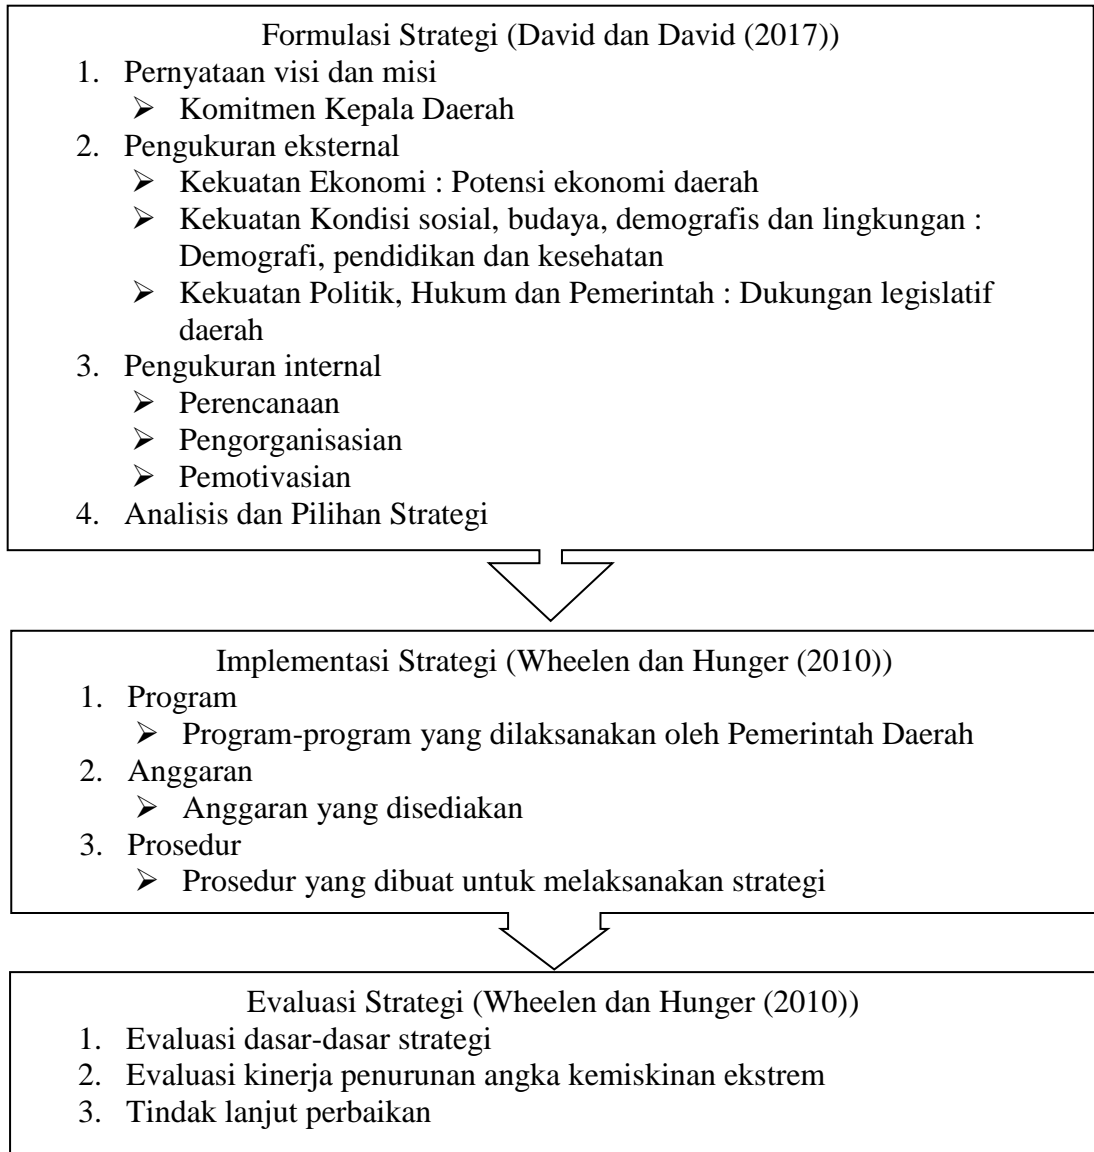 Formulasi Strategi (David dan David (2017))
1. Pernyataan visi dan misi
➢ Komitmen Kepala Daerah
2. Pengukuran eksternal
➢ Kekuatan Ekonomi : Potensi ekonomi daerah
➢ Kekuatan Kondisi sosial, budaya, demografis dan lingkungan :
Demografi, pendidikan dan kesehatan
➢ Kekuatan Politik, Hukum dan Pemerintah : Dukungan legislatif
daerah
3. Pengukuran internal
➢ Perencanaan
➢ Pengorganisasian
➢ Pemotivasian
4. Analisis dan Pilihan Strategi
Implementasi Strategi (Wheelen dan Hunger (2010))
1. Program
➢ Program-program yang dilaksanakan oleh Pemerintah Daerah
2. Anggaran
➢ Anggaran yang disediakan
3. Prosedur
➢ Prosedur yang dibuat untuk melaksanakan strategi
Evaluasi Strategi (Wheelen dan Hunger (2010))
1. Evaluasi dasar-dasar strategi
2. Evaluasi kinerja penurunan angka kemiskinan ekstrem
3. Tindak lanjut perbaikan